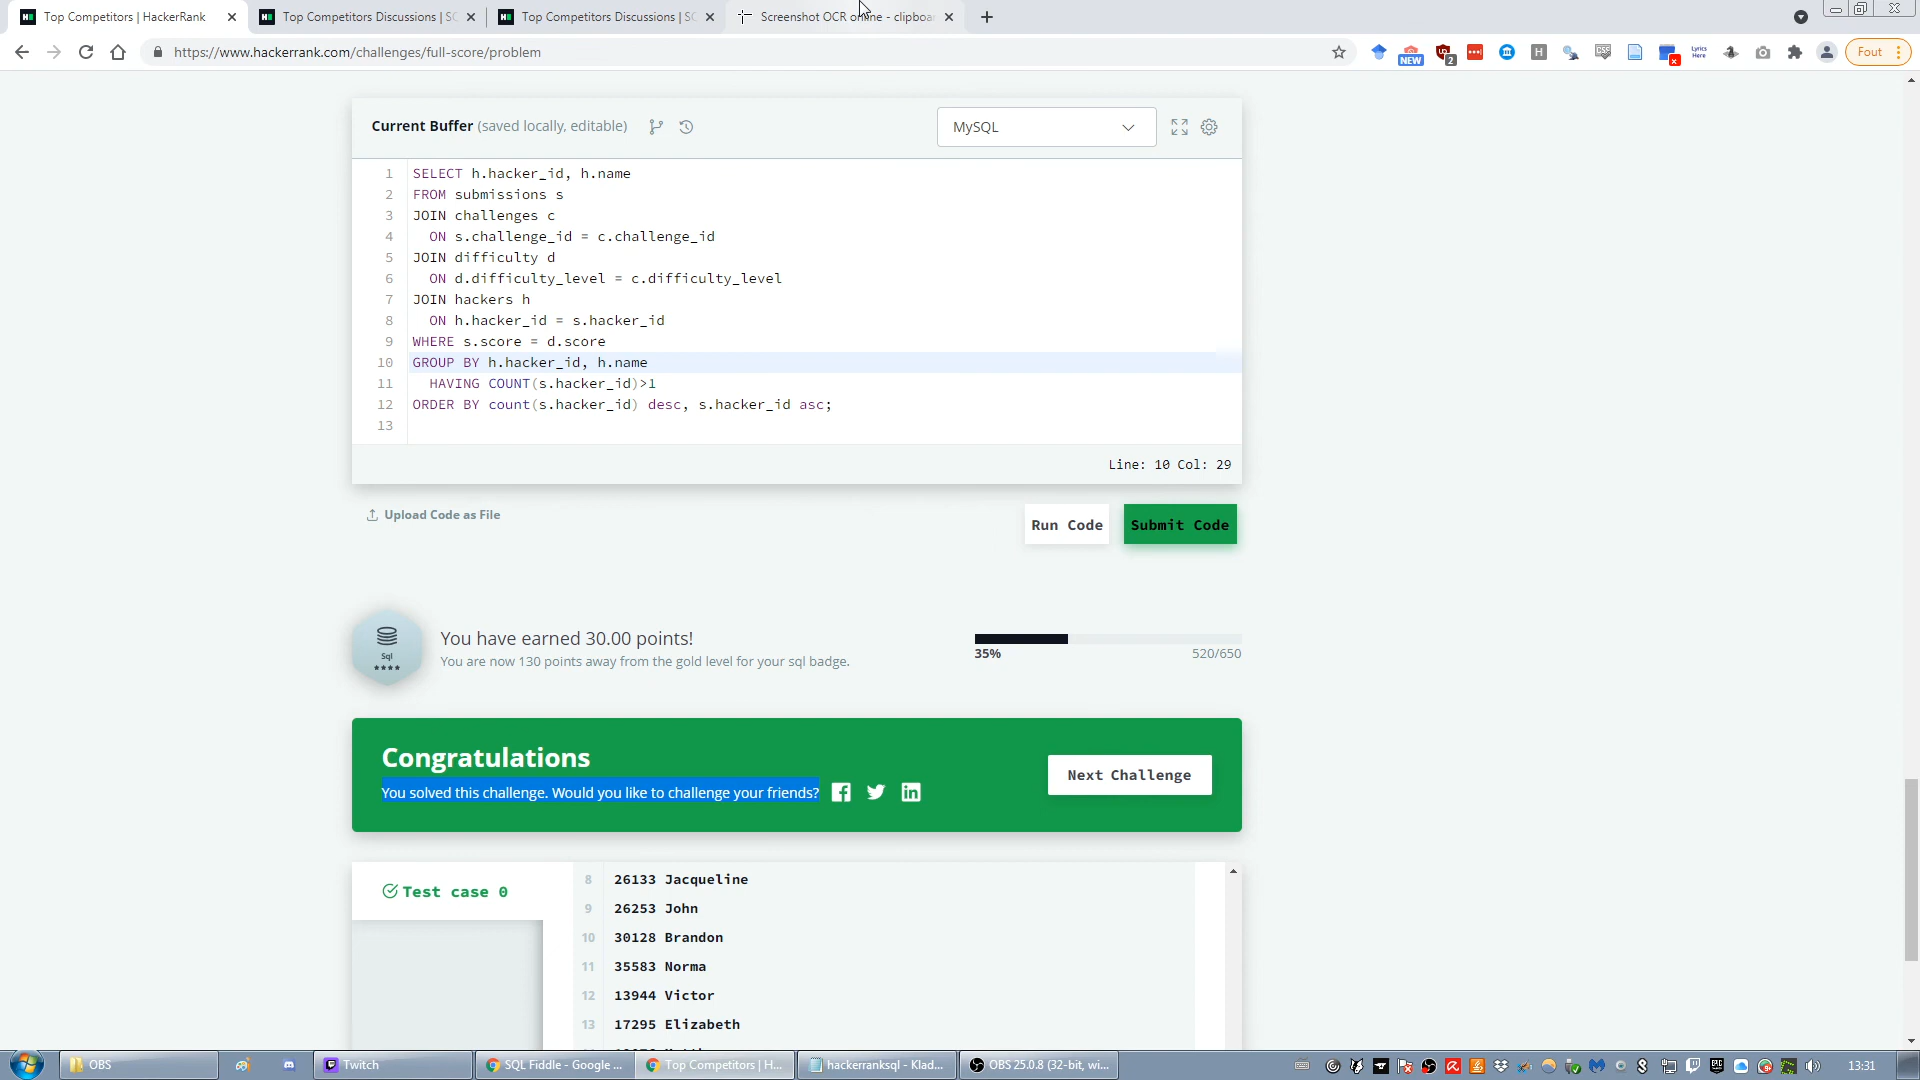 Top Competitors | HackerRank
Top Competitors Discussions | SC
Top Competitors Discussions | SC
Screenshot OCR online - clipboa
https://www.hackerrank.com/challenges/full-score/problem
NEW
2
H
CSS
Lyrics Here
Fout
Current Buffer (saved locally, editable)
MySQL
1 SELECT h.hacker_id, h.name
2 FROM submissions s
3 JOIN challenges c
4 ON s.challenge_id = c.challenge_id
5 JOIN difficulty d
6 ON d.difficulty_level = c.difficulty_level
7 JOIN hackers h
8 ON h.hacker_id = s.hacker_id
9 WHERE s.score = d.score
10 GROUP BY h.hacker_id, h.name
11 HAVING COUNT(s.hacker_id)>1
12 ORDER BY count(s.hacker_id) desc, s.hacker_id asc;
13
Line: 10 Col: 29
Upload Code as File
Run Code
Submit Code
Sql
You have earned 30.00 points!
You are now 130 points away from the gold level for your sql badge.
35%
520/650
Congratulations
You solved this challenge. Would you like to challenge your friends?
Next Challenge
Test case 0
8 26133 Jacqueline
9 26253 John
10 30128 Brandon
11 35583 Norma
12 13944 Victor
13 17295 Elizabeth
OBS
Twitch
SQL Fiddle - Google ...
Top Competitors | H...
hackerranksql - Klad...
OBS 25.0.8 (32-bit, wi...
13:31